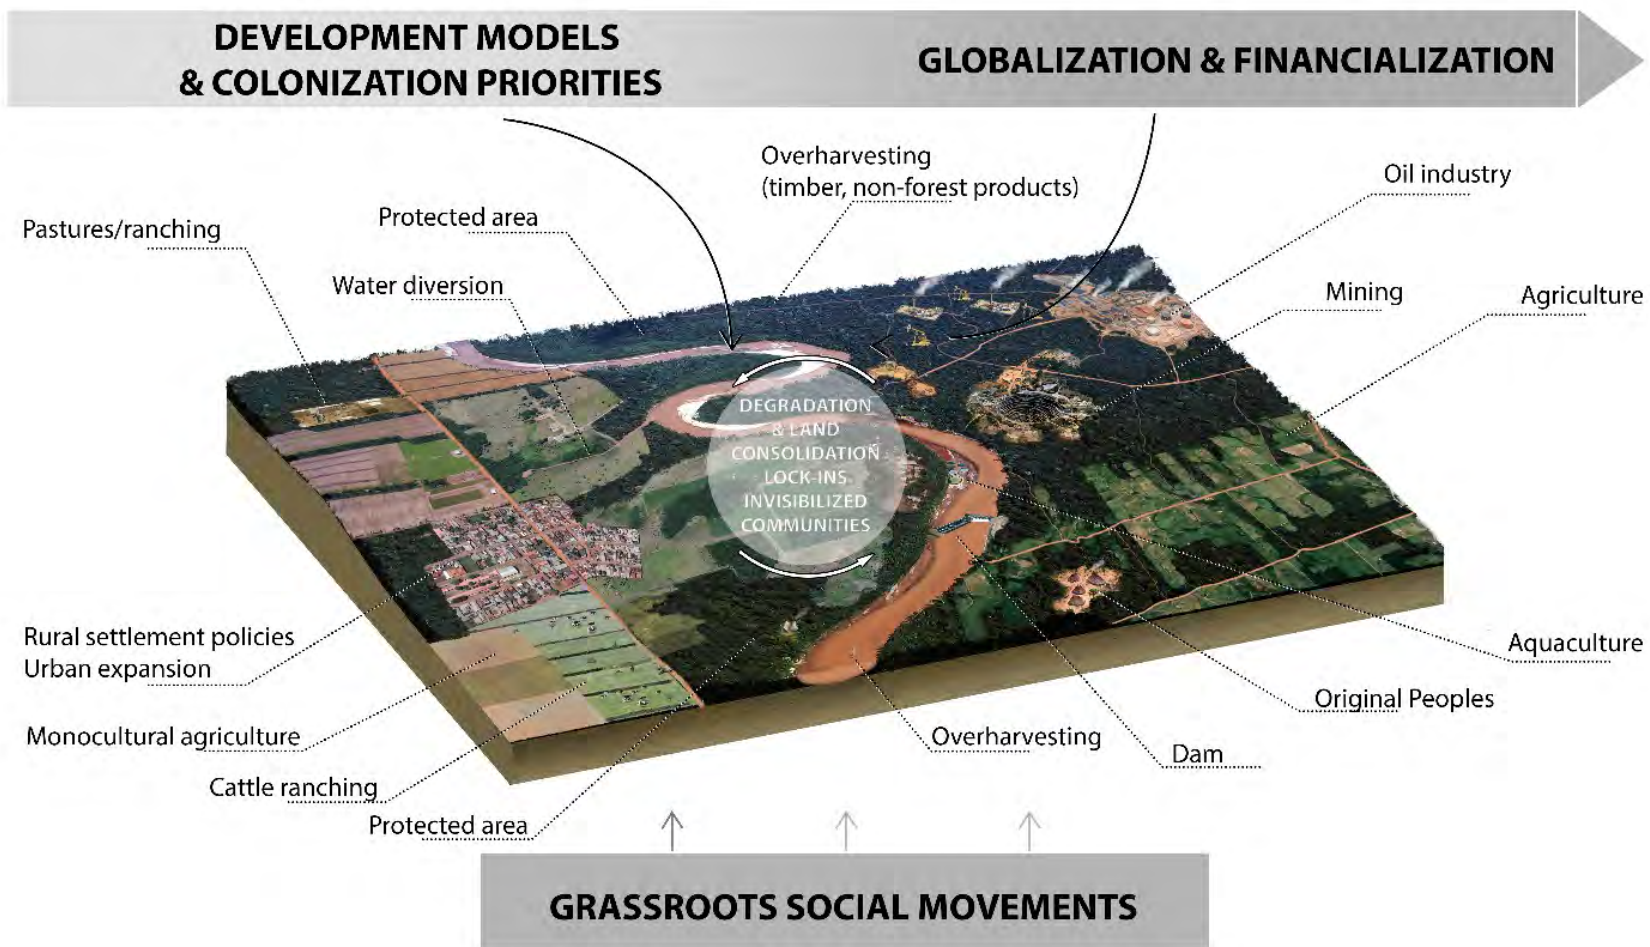 DEVELOPMENT MODELS
& COLONIZATION PRIORITIES
GLOBALIZATION & FINANCIALIZATION
Overharvesting
(timber, non-forest products)
Oil industry
Protected area
Pastures/ranching
Water diversion
Mining
Agriculture
DEGRADATION
& LAND
CONSOLIDATION
LOCK-INS
INVISIBILIZED
COMMUNITIES
Rural settlement policies
Urban expansion
Aquaculture
Original Peoples
Monocultural agriculture
Overharvesting
Dam
Cattle ranching
Protected area
GRASSROOTS SOCIAL MOVEMENTS